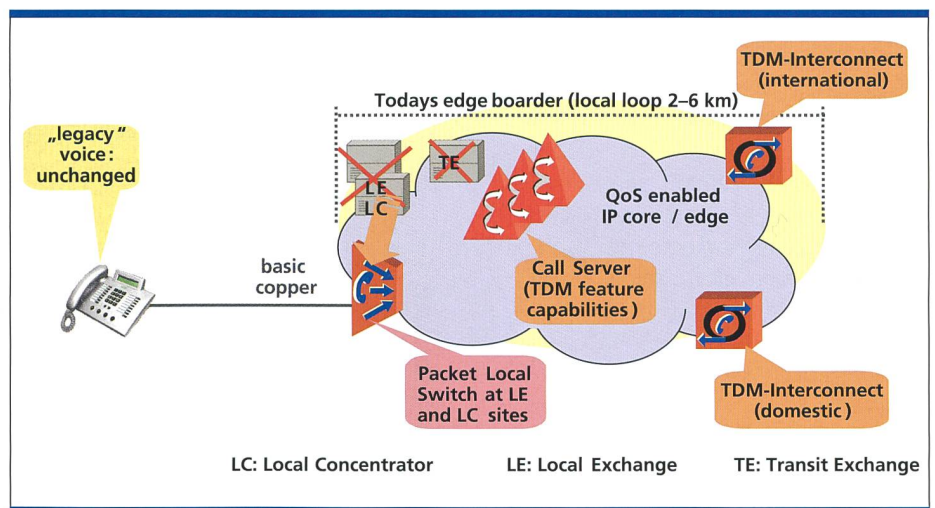 TDM-Interconnect
(international)
Todays edge boarder (local loop 2–6 km)
„legacy“
voice:
unchanged
TE
LE
LC
QoS enabled
IP core / edge
basic
copper
Call Server
(TDM feature
capabilities)
Packet Local
Switch at LE
and LC sites
TDM-Interconnect
(domestic)
LC: Local Concentrator
LE: Local Exchange
TE: Transit Exchange